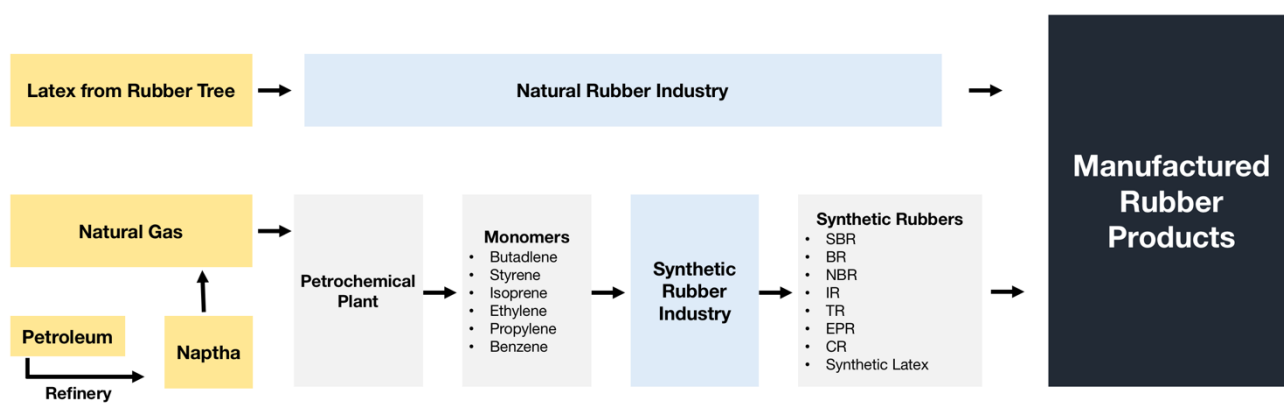 Latex from Rubber Tree
Natural Rubber Industry
Manufactured
Rubber
Products
Natural Gas
Petrochemical
Plant
Monomers
• Butadlene
• Styrene
• Isoprene
• Ethylene
• Propylene
• Benzene
Synthetic
Rubber
Industry
Synthetic Rubbers
• SBR
• BR
• NBR
• IR
• TR
• EPR
• CR
• Synthetic Latex
Petroleum
Refinery
Naptha